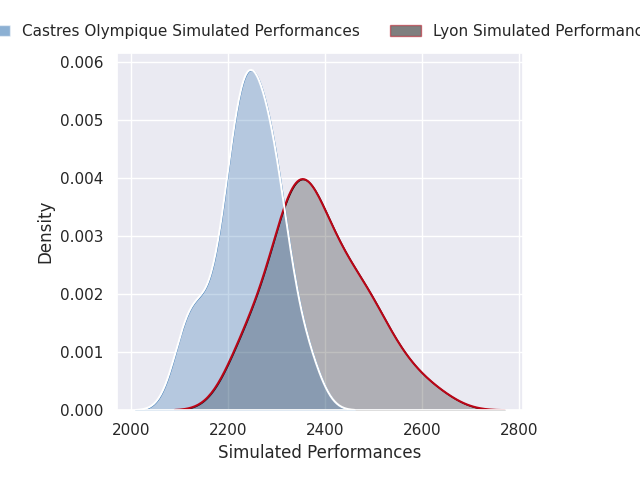 Castres Olympique Simulated Performances
Lyon Simulated
0.006
0.005
0.004
0.003
0.002
0.001
0.000
Density
2000 2200 2400 2600 2800
Simulated Performances